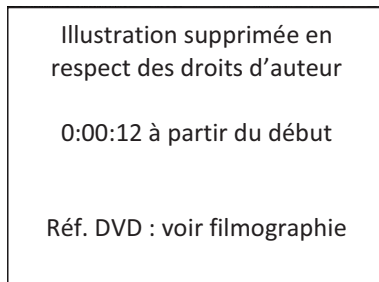 Illustration supprimée en
respect des droits d’auteur
0:00:12 à partir du début
Réf. DVD : voir filmographie